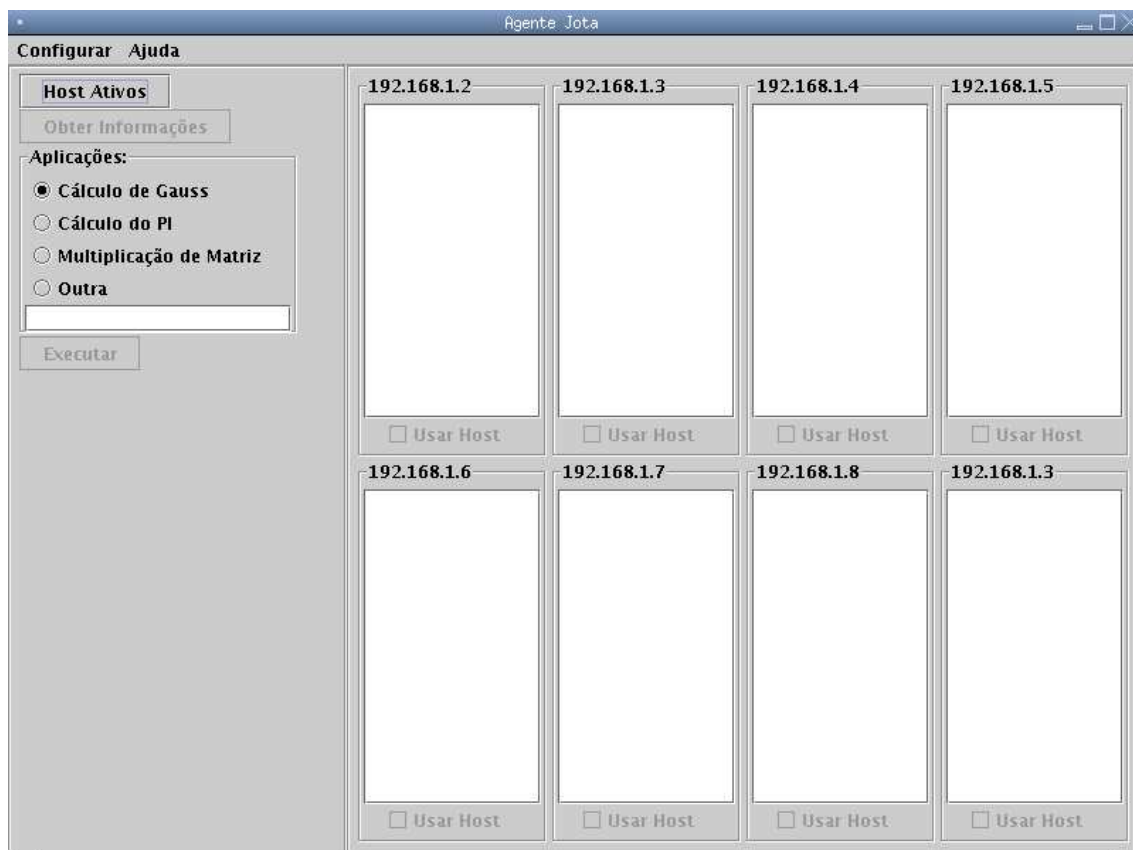 Agente Jota
Configurar Ajuda
Host Ativos
Obter Informações
Aplicações:
Cálculo de Gauss
Cálculo do PI
Multiplicação de Matriz
Outra
Executar
192.168.1.2 192.168.1.3 192.168.1.4 192.168.1.5
Usar Host Usar Host Usar Host Usar Host
192.168.1.6 192.168.1.7 192.168.1.8 192.168.1.3
Usar Host Usar Host Usar Host Usar Host